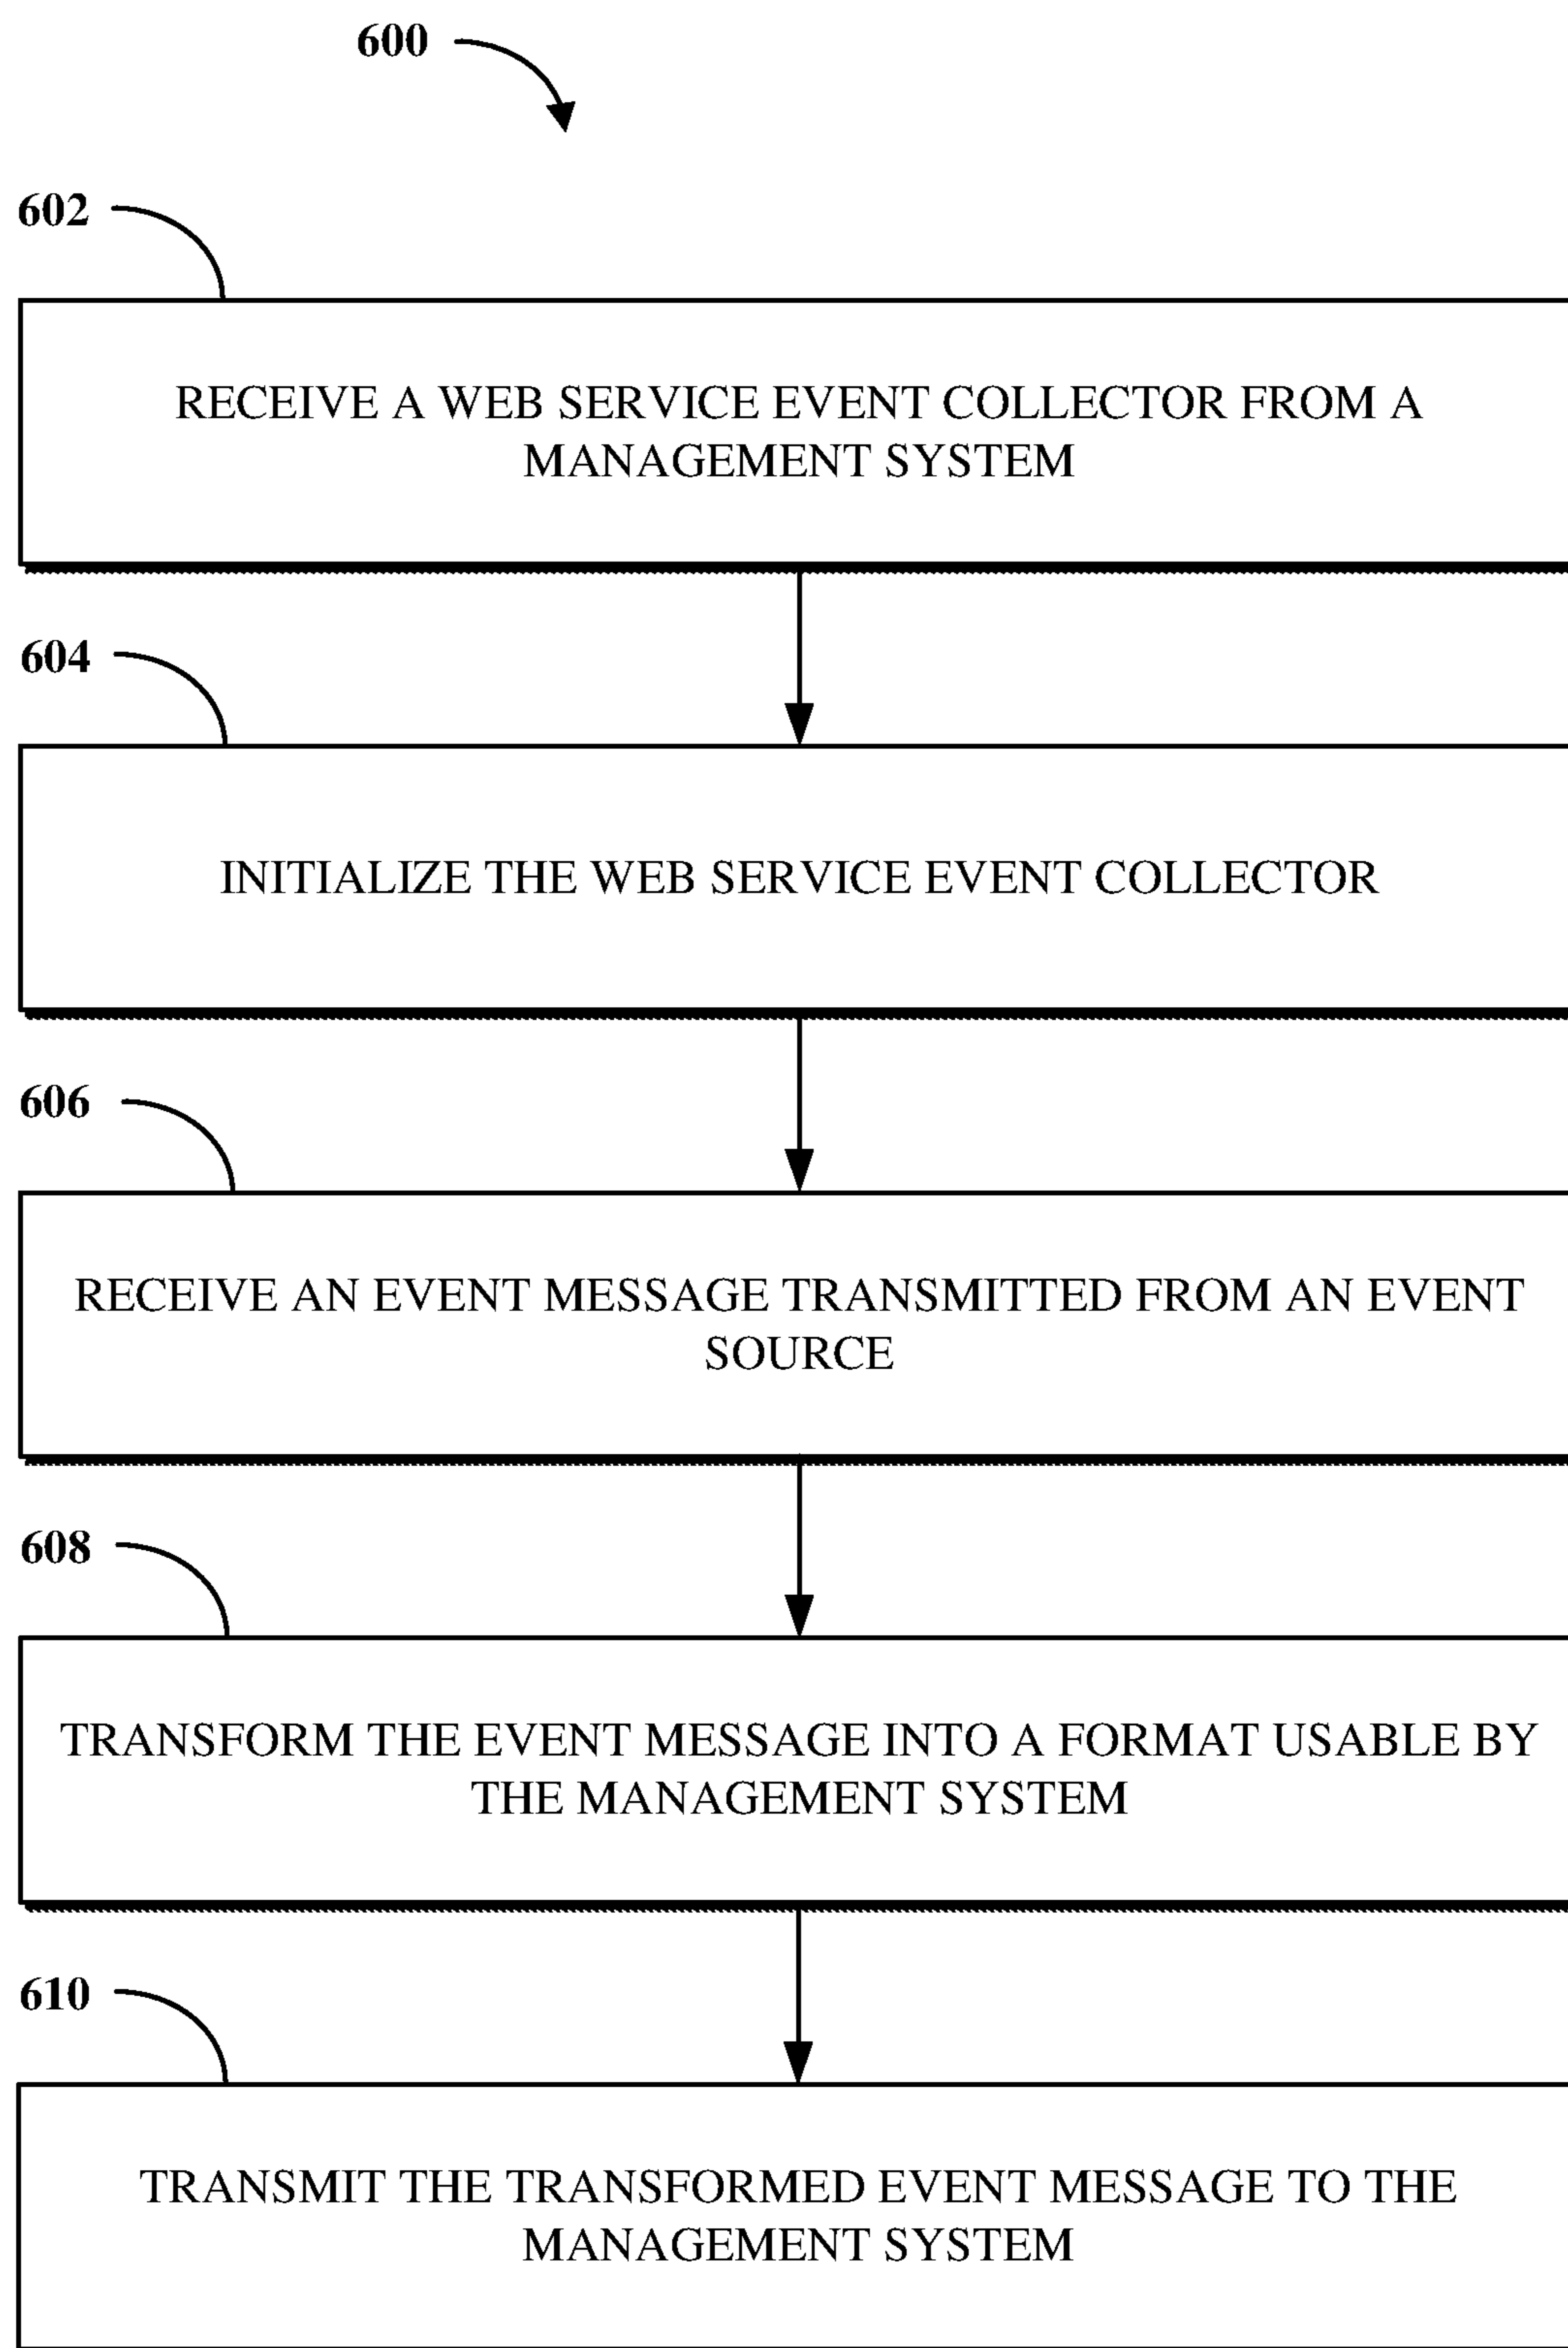 600
602
RECEIVE A WEB SERVICE EVENT COLLECTOR FROM A
MANAGEMENT SYSTEM
604
INITIALIZE THE WEB SERVICE EVENT COLLECTOR
606
RECEIVE AN EVENT MESSAGE TRANSMITTED FROM AN EVENT
SOURCE
608
TRANSFORM THE EVENT MESSAGE INTO A FORMAT USABLE BY
THE MANAGEMENT SYSTEM
610
TRANSMIT THE TRANSFORMED EVENT MESSAGE TO THE
MANAGEMENT SYSTEM